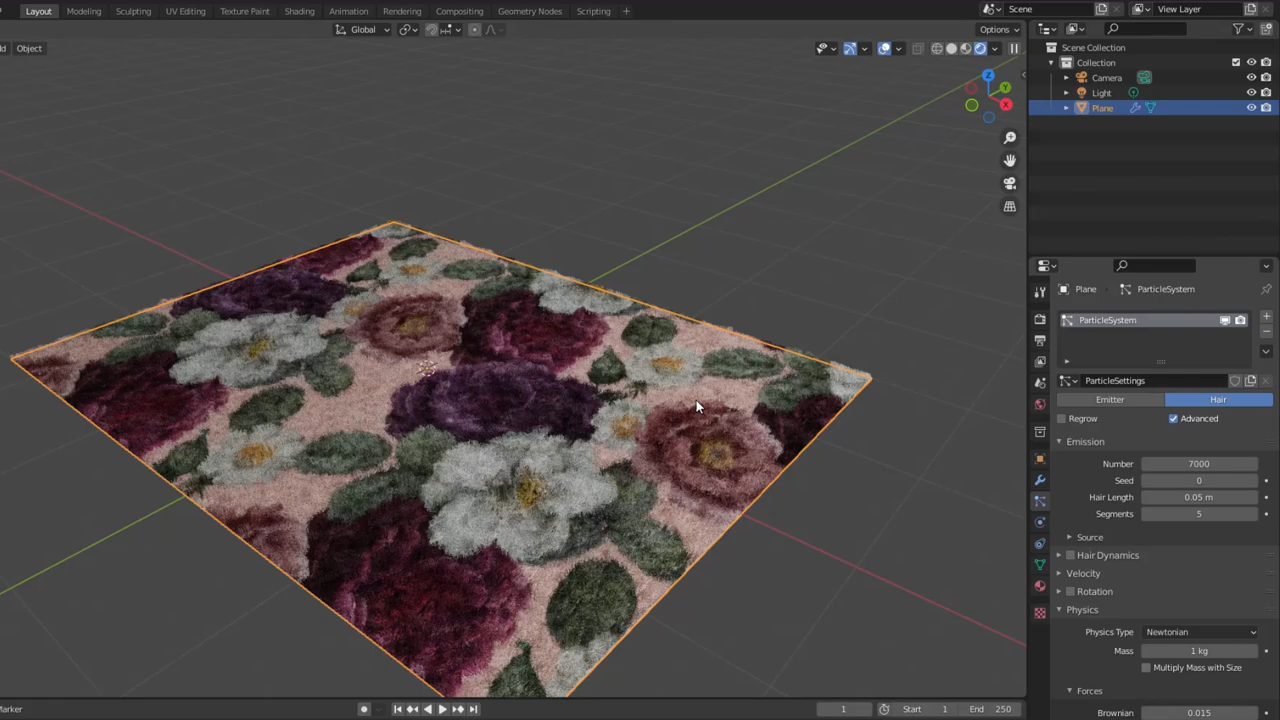 Layout Modeling Sculpting UV Editing Texture Paint Shading Animation Rendering Compositing Geometry Nodes Scripting + Scene View Layer
Global Options
Object
Scene Collection
Collection
Camera
Light
Plane
Z
Y
X
Plane ParticleSystem
ParticleSystem
ParticleSettings
Emitter Hair
Regrow Advanced
Emission
Number 7000
Seed 0
Hair Length 0.05 m
Segments 5
Source
Hair Dynamics
Velocity
Rotation
Physics
Physics Type Newtonian
Mass 1 kg
Multiply Mass with Size
Forces
Marker 1 Start 1 End 250
Brownian 0.015